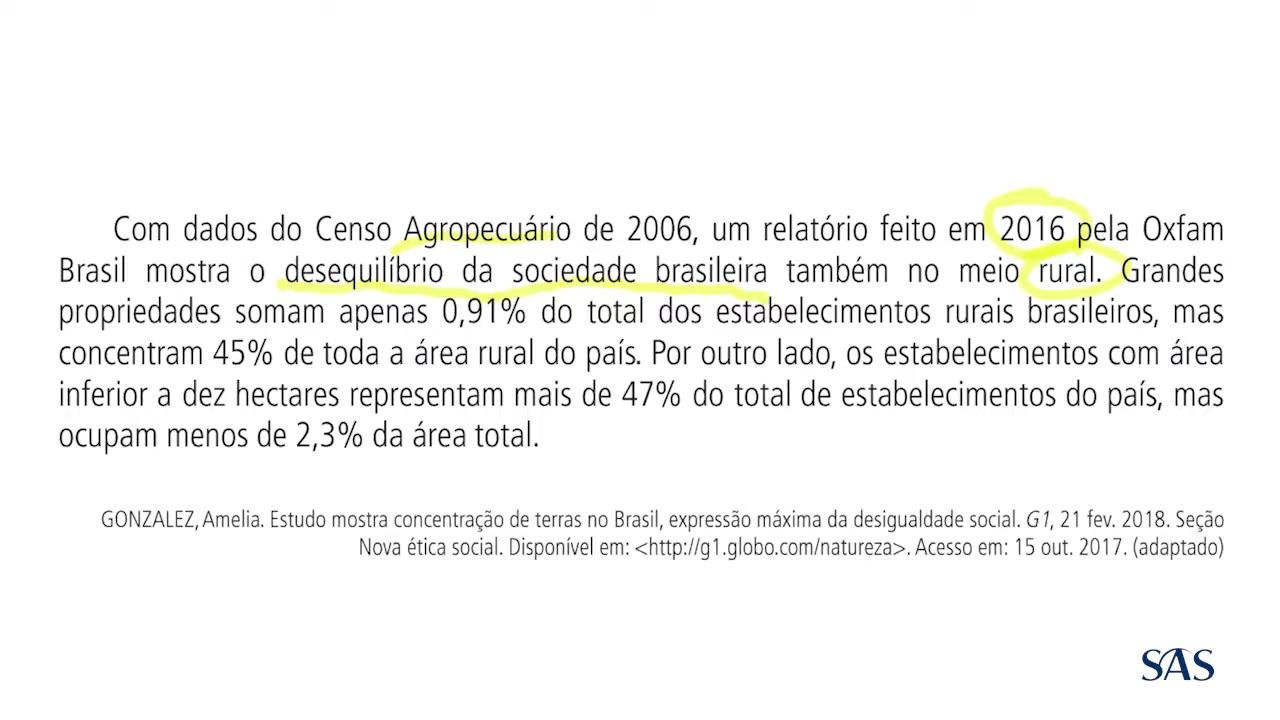 Com dados do Censo Agropecuário de 2006, um relatório feito em 2016 pela Oxfam
Brasil mostra o desequilíbrio da sociedade brasileira também no meio rural. Grandes
propriedades somam apenas 0,91% do total dos estabelecimentos rurais brasileiros, mas
concentram 45% de toda a área rural do país. Por outro lado, os estabelecimentos com área
inferior a dez hectares representam mais de 47% do total de estabelecimentos do país, mas
ocupam menos de 2,3% da área total.
GONZALEZ, Amelia. Estudo mostra concentração de terras no Brasil, expressão máxima da desigualdade social. G1, 21 fev. 2018. Seção
Nova ética social. Disponível em: <http://g1.globo.com/natureza>. Acesso em: 15 out. 2017. (adaptado)
SAS